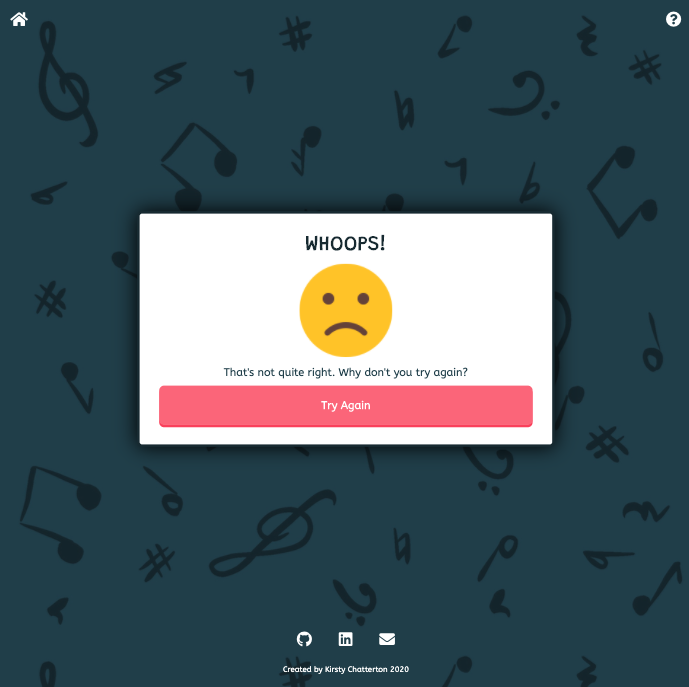 WHOOPS!
That's not quite right. Why don't you try again?
Try Again
Created by Kirsty Chatterton 2020